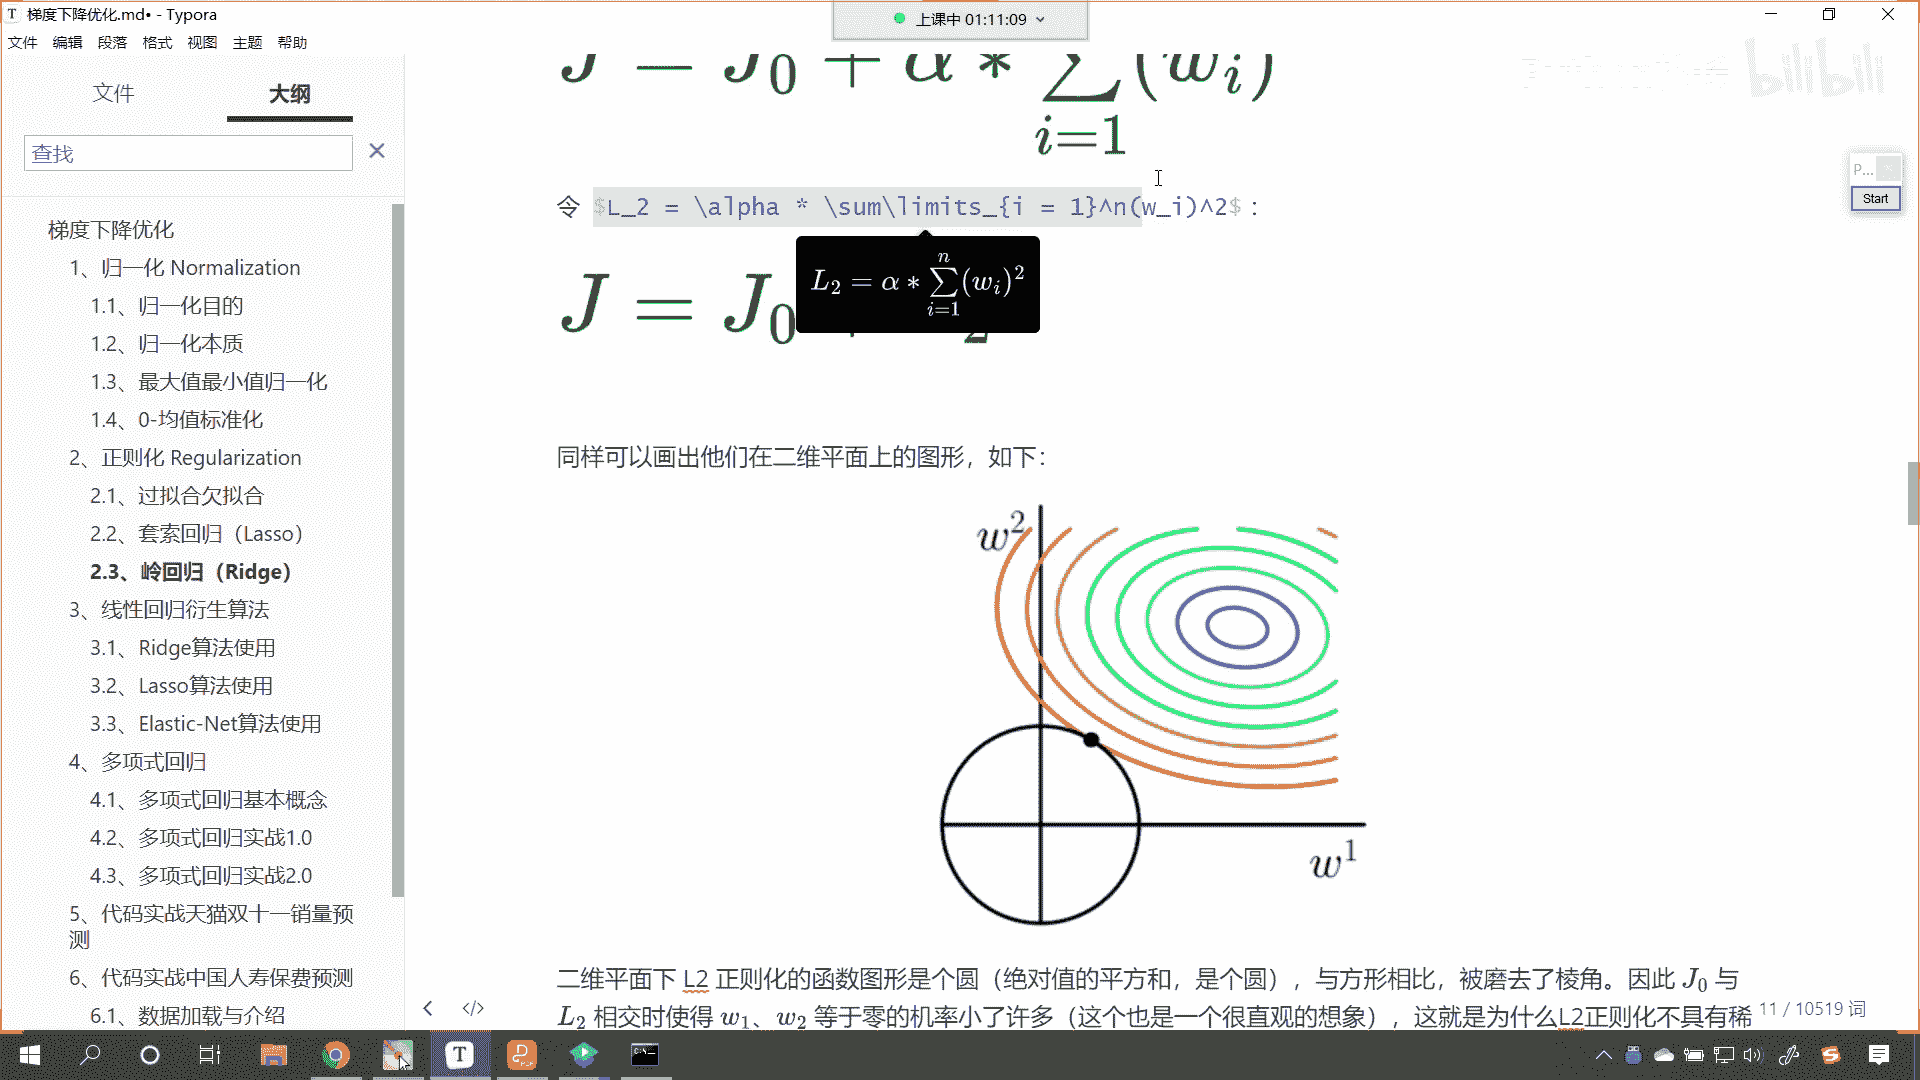 梯度下降优化.md• - Typora
上课中 01:11:09
文件 编辑 段落 格式 视图 主题 帮助
bilibili
文件 大纲
查找
梯度下降优化
1、归一化 Normalization
1.1、归一化目的
1.2、归一化本质
1.3、最大值最小值归一化
1.4、0-均值标准化
2、正则化 Regularization
2.1、过拟合欠拟合
2.2、套索回归（Lasso）
2.3、岭回归（Ridge）
3、线性回归衍生算法
3.1、Ridge算法使用
3.2、Lasso算法使用
3.3、Elastic-Net算法使用
4、多项式回归
4.1、多项式回归基本概念
4.2、多项式回归实战1.0
4.3、多项式回归实战2.0
5、代码实战天猫双十一销量预
测
6、代码实战中国人寿保费预测
6.1、数据加载与介绍
J = J₀ + α * ∑(wᵢ)
i=1
令 $L_2 = \alpha * \sum\limits_{i = 1}^n(w_i)^2$：
L₂ = α * ∑ⁿᵢ₌₁(wᵢ)²
J = J₀
2
同样可以画出他们在二维平面上的图形，如下：
w²
w¹
二维平面下 L2 正则化的函数图形是个圆（绝对值的平方和，是个圆），与方形相比，被磨去了棱角。因此 J₀ 与
L₂ 相交时使得 w₁、w₂ 等于零的机率小了许多（这个也是一个很直观的想象），这就是为什么L2正则化不具有稀
11 / 10519 词
P...
Start